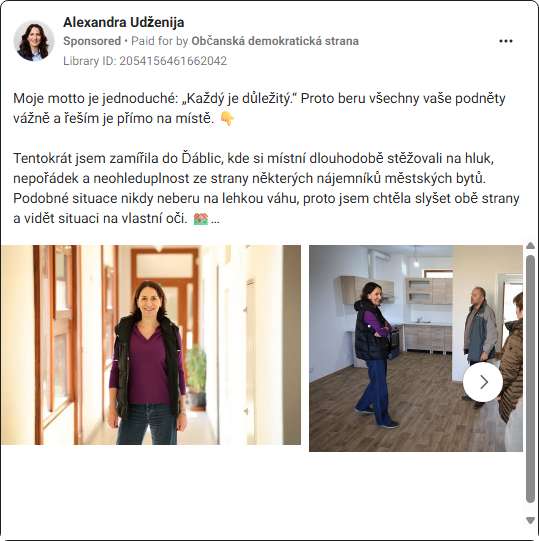 Alexandra Udženija
Sponsored • Paid for by Občanská demokratická strana
Library ID: 2054156461662042
Moje motto je jednoduché: „Každý je důležitý.“ Proto beru všechny vaše podněty
vážně a řeším je přímo na místě. 👇
Tentokrát jsem zamířila do Ďáblic, kde si místní dlouhodobě stěžovali na hluk,
nepořádek a neohleduplnost ze strany některých nájemníků městských bytů.
Podobné situace nikdy neberu na lehkou váhu, proto jsem chtěla slyšet obě strany
a vidět situaci na vlastní oči. 🏘️ ...